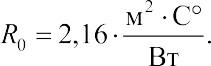 R₀ = 2,16 · м² · С° / Вт.